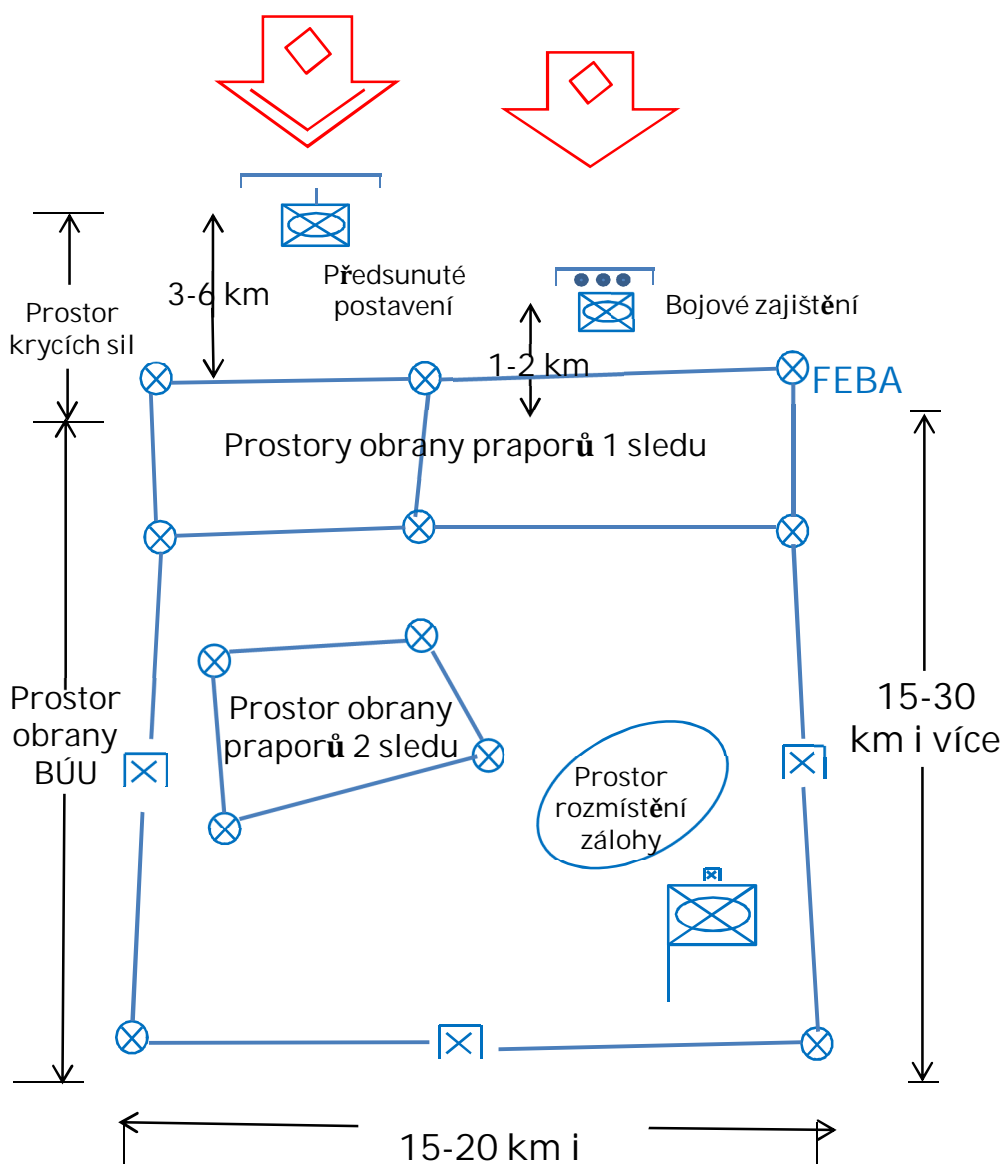 Předsunuté
postavení
3-6 km
Bojové zajištění
Prostor
krycích sil
1-2 km
FEBA
Prostory obrany praporů 1 sledu
Prostor
obrany
BÚU
Prostor obrany
praporů 2 sledu
15-30
km i více
Prostor
rozmístění
zálohy
15-20 km i